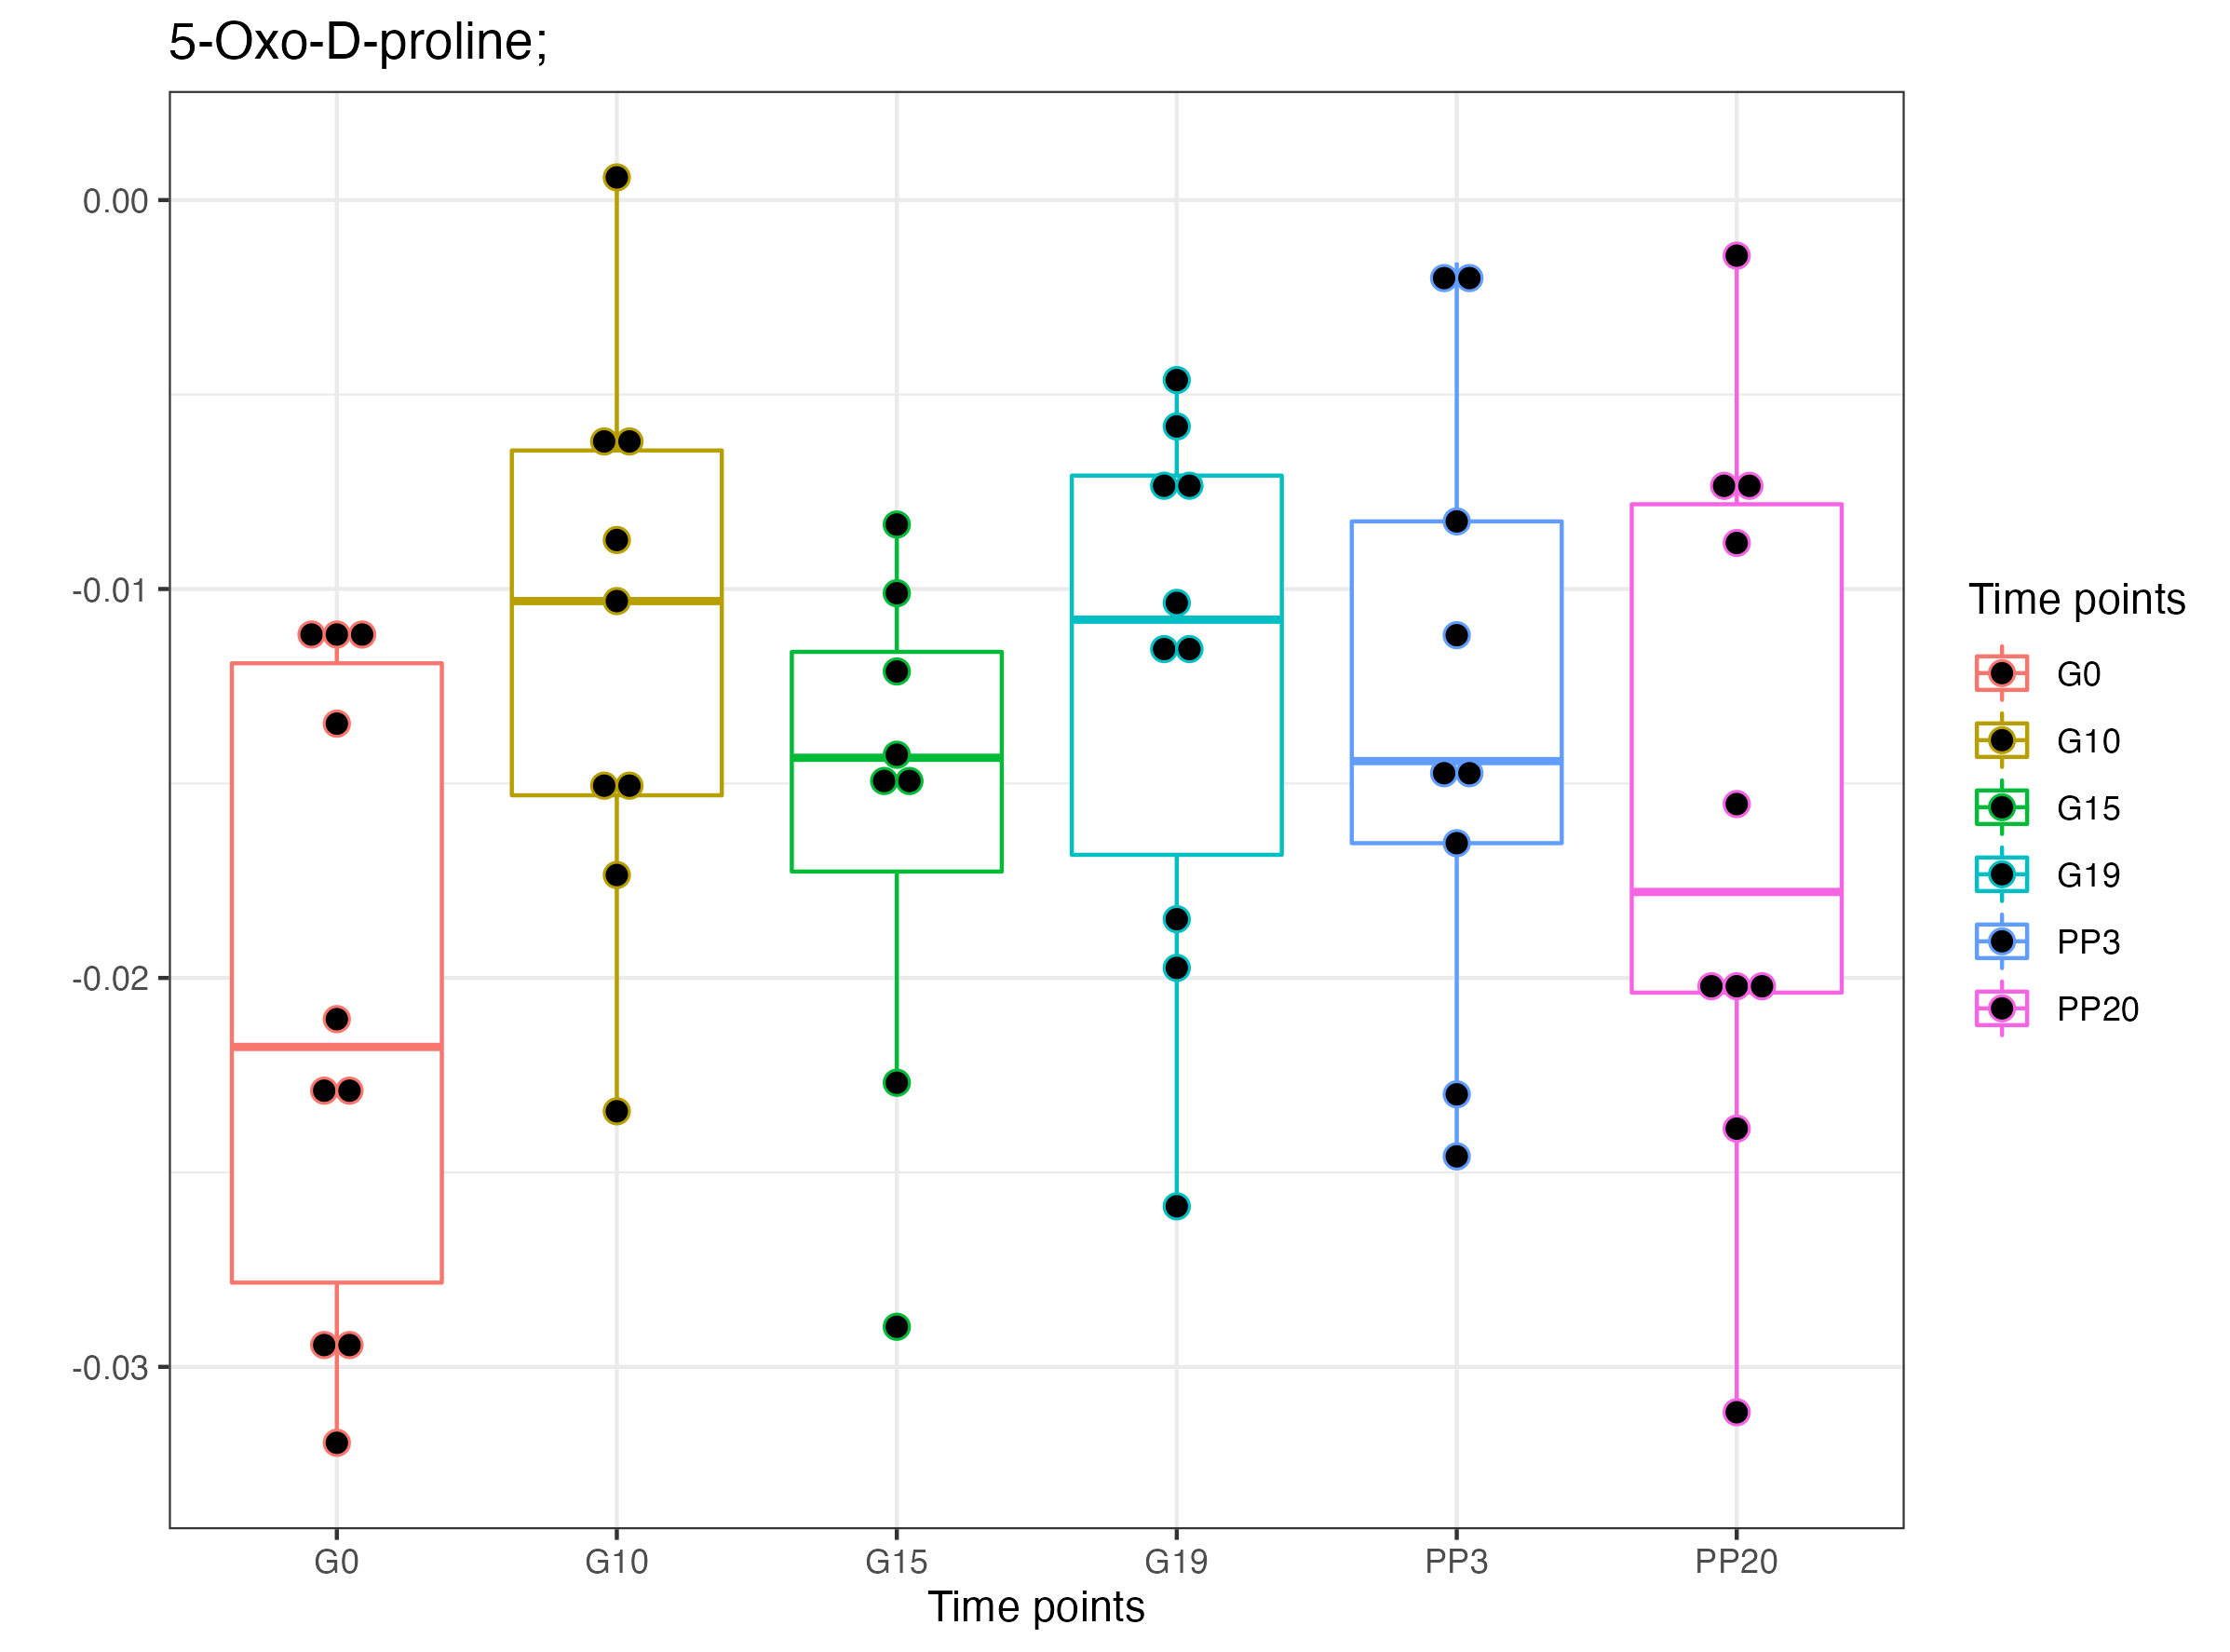 5-Oxo-D-proline;
0.00
-0.01
-0.02
-0.03
G0 G10 G15 G19 PP3 PP20
Time points
Time points
G0
G10
G15
G19
PP3
PP20